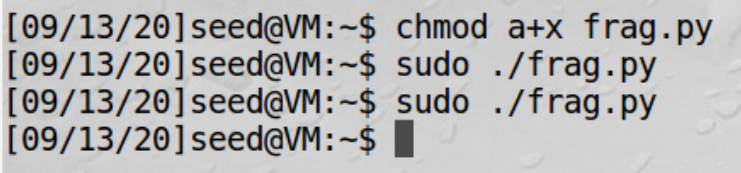 [09/13/20]seed@VM:~$ chmod a+x frag.py
[09/13/20]seed@VM:~$ sudo ./frag.py
[09/13/20]seed@VM:~$ sudo ./frag.py
[09/13/20]seed@VM:~$